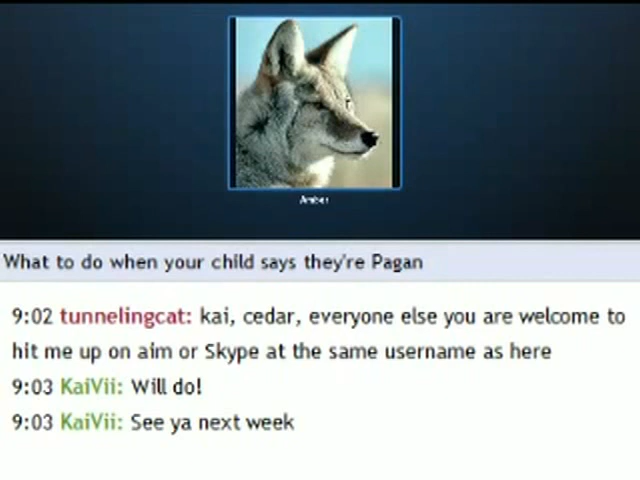 Amber
What to do when your child says they're Pagan
9:02 tunnelingcat: kai, cedar, everyone else you are welcome to
hit me up on aim or Skype at the same username as here
9:03 KaiVii: Will do!
9:03 KaiVii: See ya next week